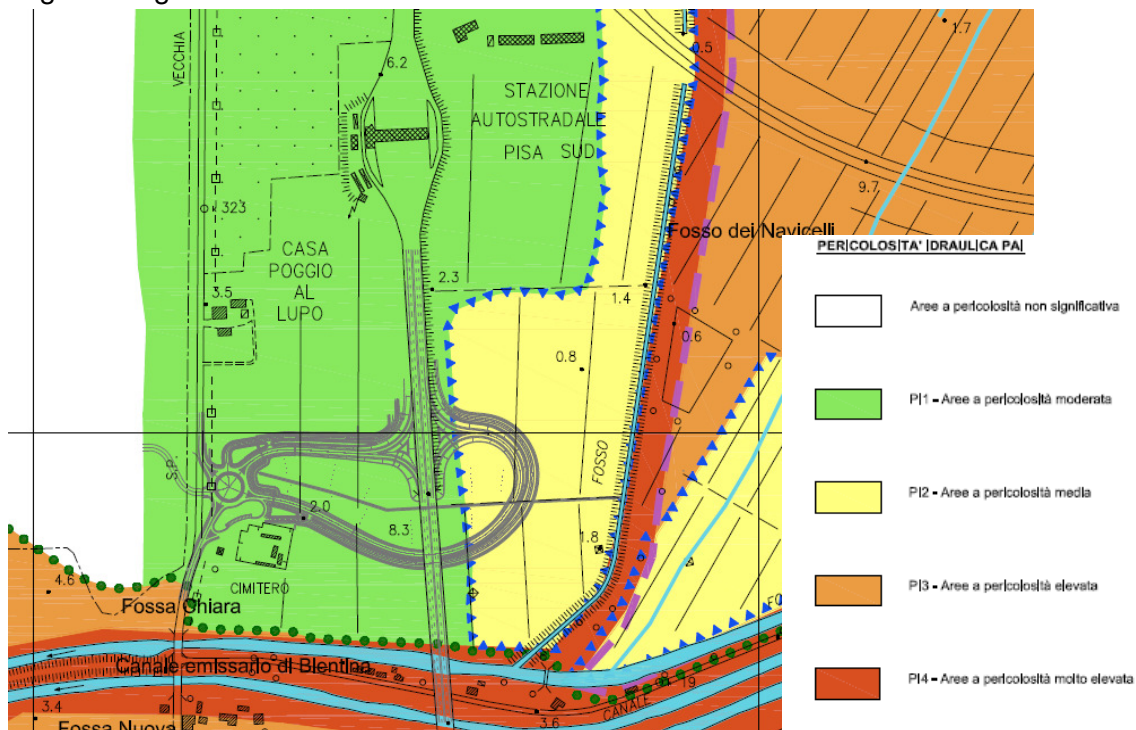 VECCHIA
6.2
STAZIONE
AUTOSTRADALE
PISA SUD
0.5
1.7
9.7
323
CASA
POGGIO
AL
LUPO
3.5
2.3
1.4
Fosso dei Navicelli
0.6
0.8
FOSSO
S.P.
2.0
8.3
1.8
CIMITERO
4.6
Fossa Chiara
Canale emissario di Bientina
19
CANALE
3.6
3.4
Fossa Nuova
PERICOLOSITA' IDRAULICA PAI
Aree a pericolosità non significativa
PI1 - Aree a pericolosità moderata
PI2 - Aree a pericolosità media
PI3 - Aree a pericolosità elevata
PI4 - Aree a pericolosità molto elevata